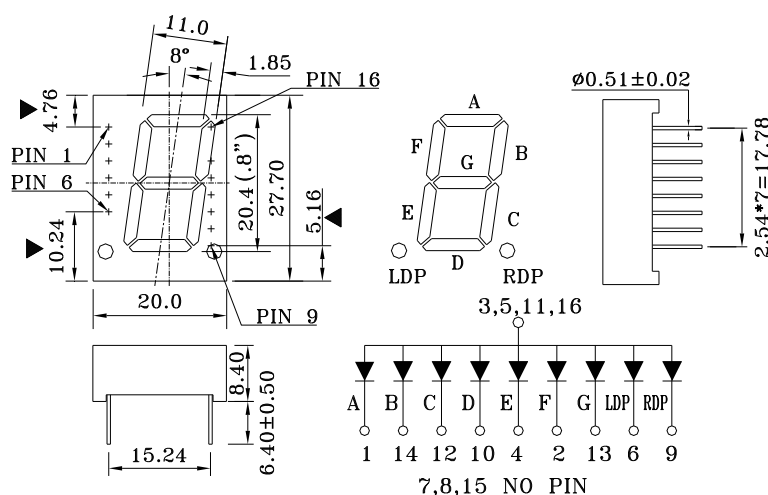 11.0
8°
1.85
PIN 16
4.76
PIN 1
PIN 6
20.4 (.8")
27.70
5.16
10.24
20.0
PIN 9
A
F
B
G
E
C
D
LDP
RDP
ø0.51±0.02
2.54*7=17.78
8.40
6.40±0.50
15.24
3,5,11,16
A B C D E F G LDP RDP
1 14 12 10 4 2 13 6 9
7,8,15 NO PIN